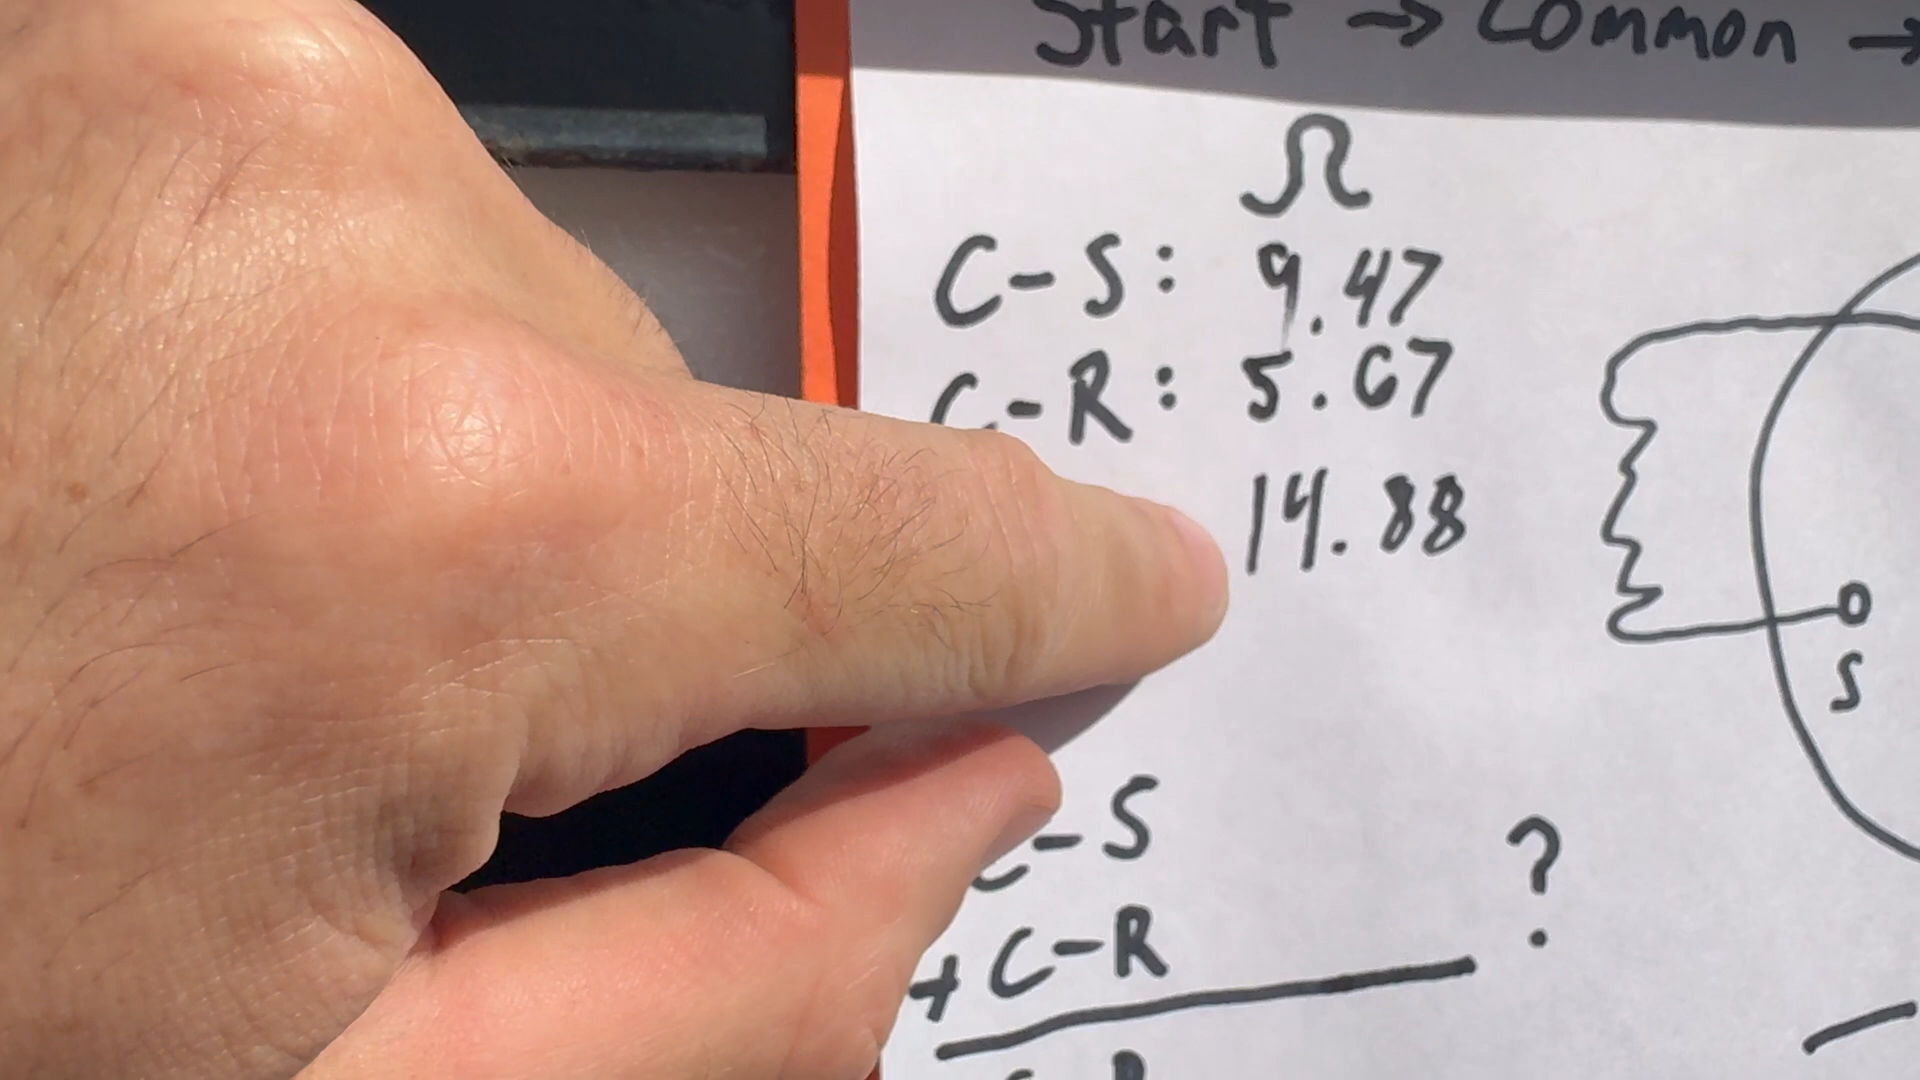 Start → Common →
Ω
C-S: 9.47
C-R: 5.67
14.88
S
C-S
?
+ C-R